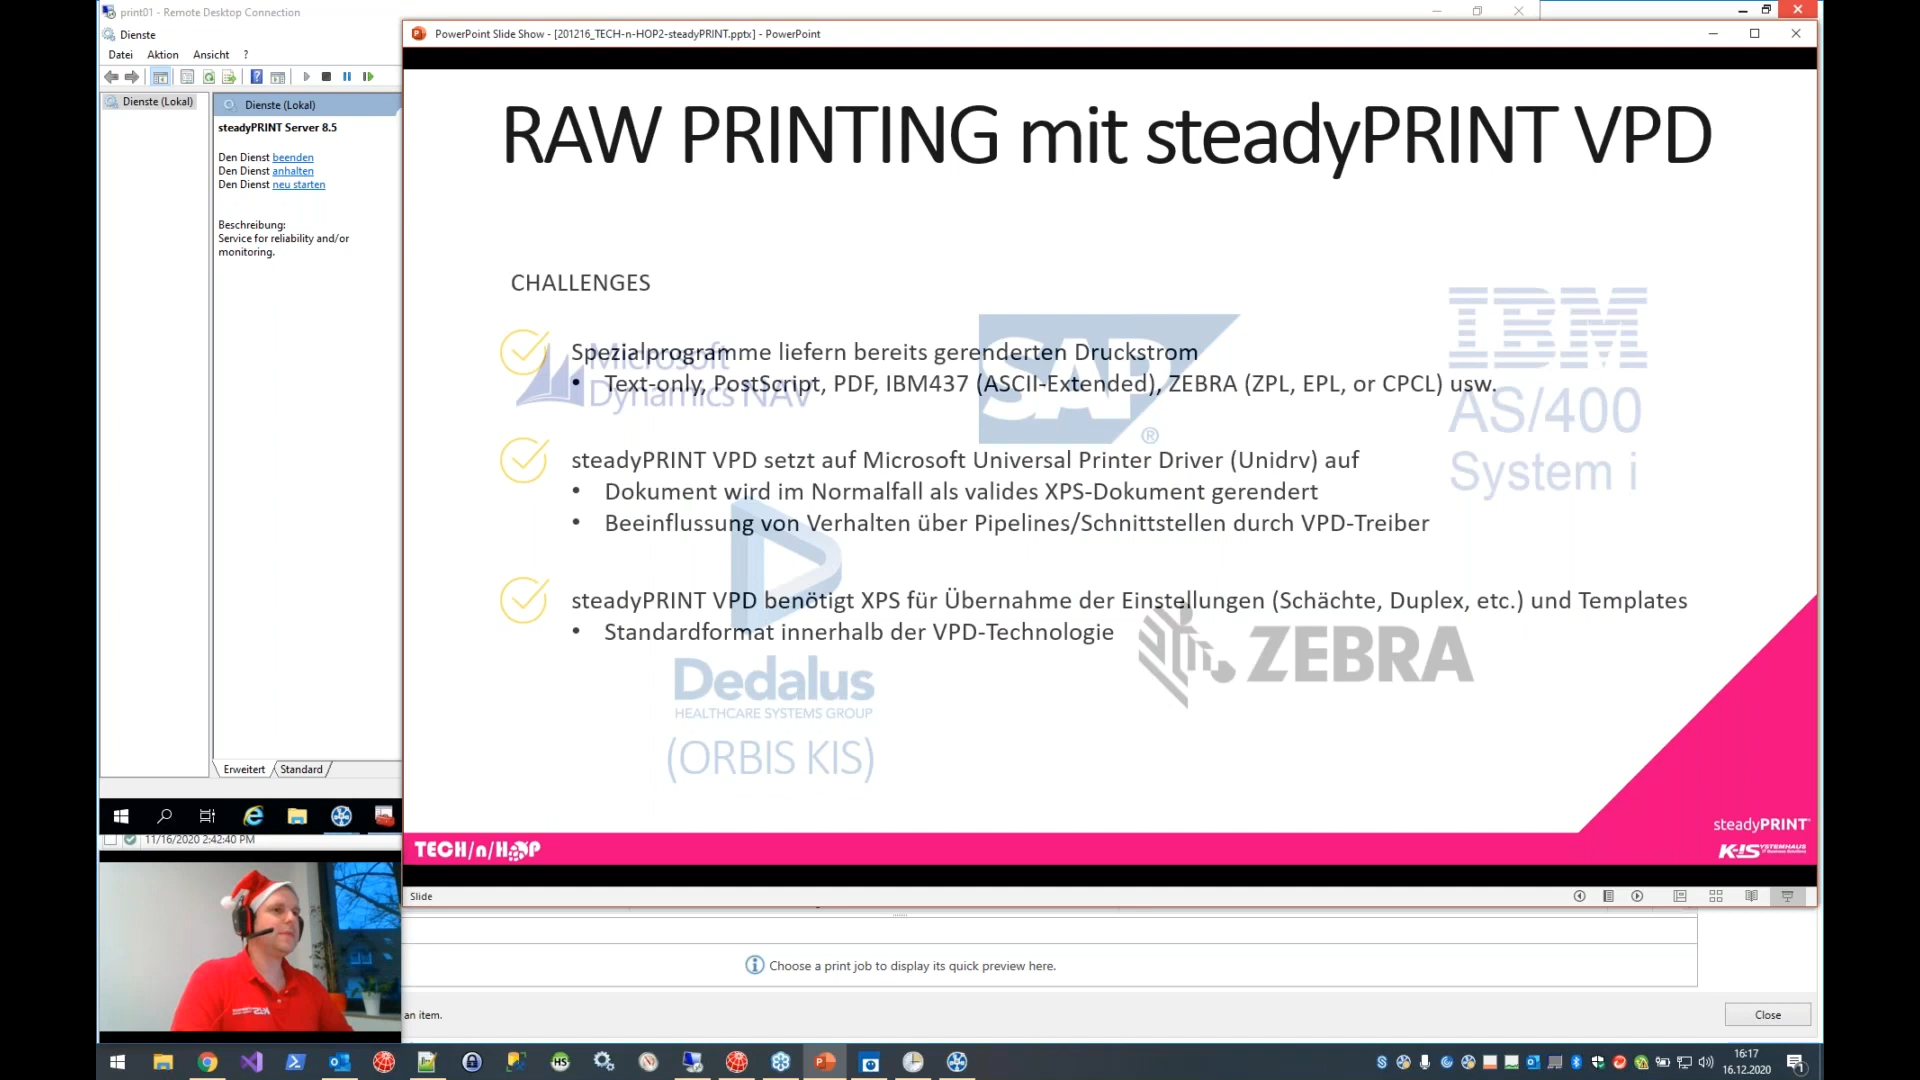 print01 - Remote Desktop Connection
Dienste
Datei Aktion Ansicht ?
Dienste (Lokal)
Dienste (Lokal)
steadyPRINT Server 8.5
Den Dienst beenden
Den Dienst anhalten
Den Dienst neu starten
Beschreibung:
Service for reliability and/or
monitoring.
Erweitert Standard
11/16/2020 2:42:40 PM
PowerPoint Slide Show - [201216_TECH-n-HOP2-steadyPRINT.pptx] - PowerPoint
RAW PRINTING mit steadyPRINT VPD
CHALLENGES
Spezialprogramme liefern bereits gerenderten Druckstrom
• Text-only, PostScript, PDF, IBM437 (ASCII-Extended), ZEBRA (ZPL, EPL, or CPCL) usw.
steadyPRINT VPD setzt auf Microsoft Universal Printer Driver (Unidrv) auf
• Dokument wird im Normalfall als valides XPS-Dokument gerendert
• Beeinflussung von Verhalten über Pipelines/Schnittstellen durch VPD-Treiber
steadyPRINT VPD benötigt XPS für Übernahme der Einstellungen (Schächte, Duplex, etc.) und Templates
• Standardformat innerhalb der VPD-Technologie
Microsoft
Dynamics NAV
SAP ®
IBM
AS/400
System i
Dedalus
HEALTHCARE SYSTEMS GROUP
(ORBIS KIS)
ZEBRA
TECH/n/HOP
steadyPRINT
K-iS
Slide
Choose a print job to display its quick preview here.
an item.
Close
HS
16:17
16.12.2020